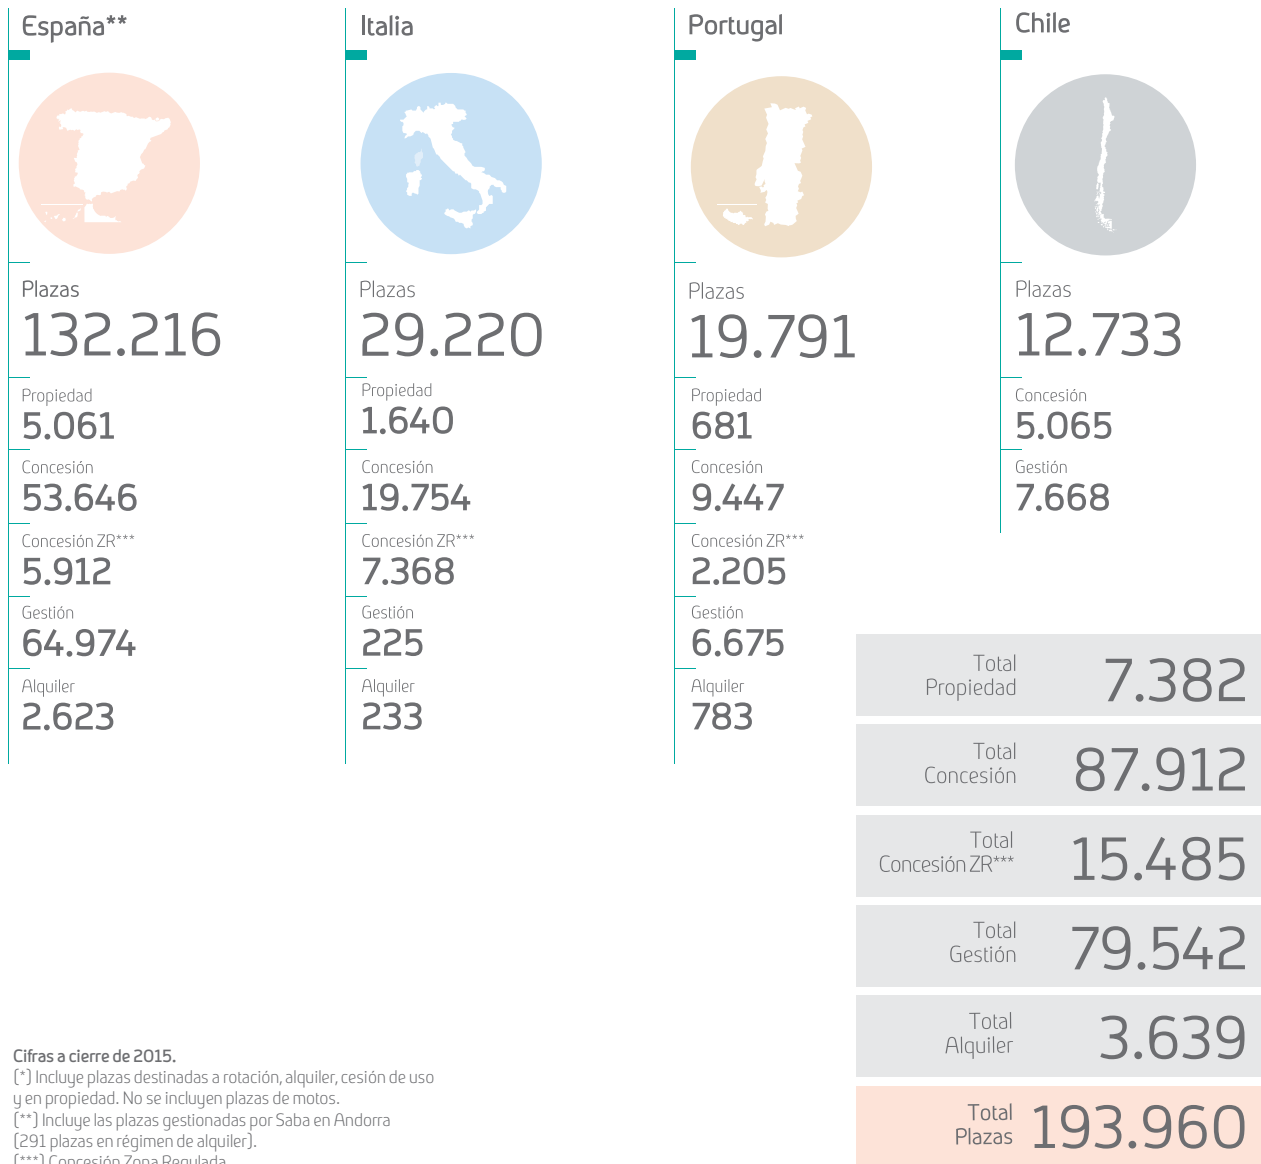 España**
Plazas
132.216
Propiedad
5.061
Concesión
53.646
Concesión ZR***
5.912
Gestión
64.974
Alquiler
2.623
Italia
Plazas
29.220
Propiedad
1.640
Concesión
19.754
Concesión ZR***
7.368
Gestión
225
Alquiler
233
Portugal
Plazas
19.791
Propiedad
681
Concesión
9.447
Concesión ZR***
2.205
Gestión
6.675
Alquiler
783
Chile
Plazas
12.733
Concesión
5.065
Gestión
7.668
Total
Propiedad
7.382
Total
Concesión
87.912
Total
Concesión ZR***
15.485
Total
Gestión
79.542
Total
Alquiler
3.639
Total
Plazas
193.960
Cifras a cierre de 2015.
(*) Incluye plazas destinadas a rotación, alquiler, cesión de uso
y en propiedad. No se incluyen plazas de motos.
(**) Incluye las plazas gestionadas por Saba en Andorra
(291 plazas en régimen de alquiler).
(***) Concesión Zona Regulada